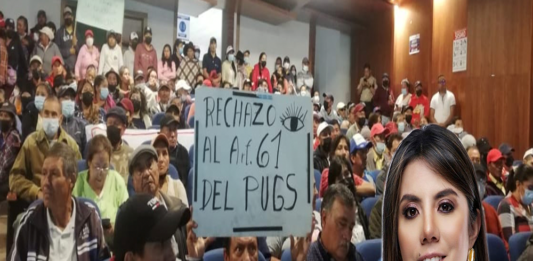 RECHAZO
AL Art. 61
DEL PUGS